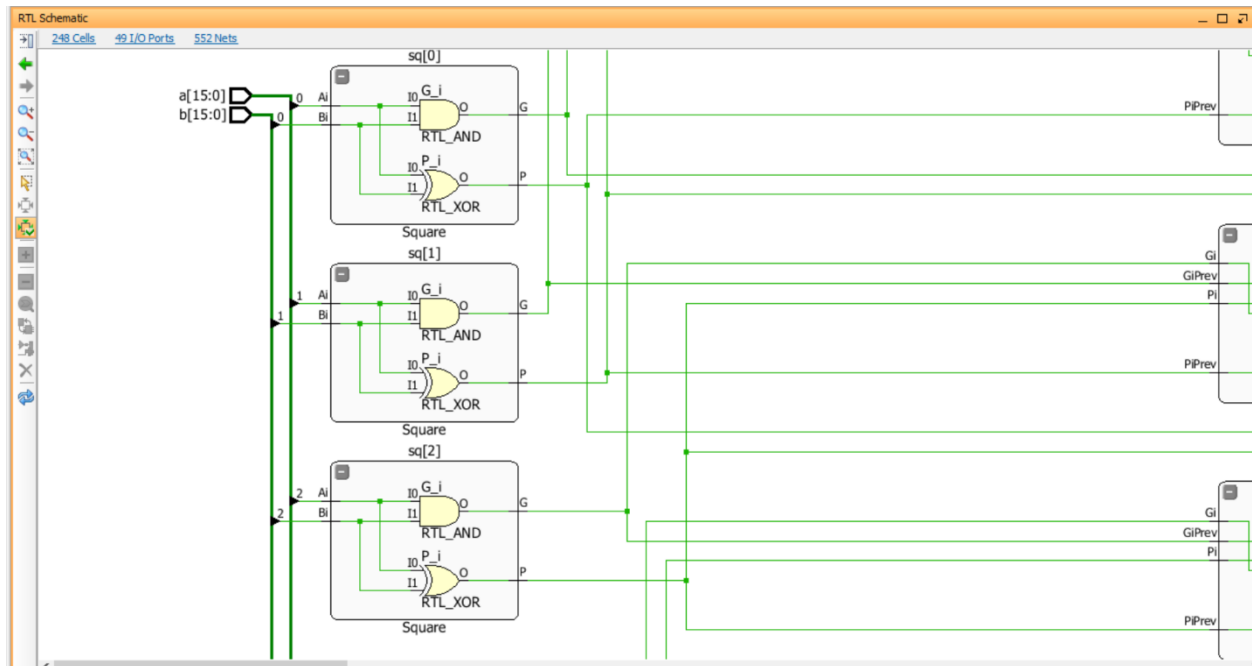 RTL Schematic
248 Cells 49 I/O Ports 552 Nets
sq[0]
a[15:0]
b[15:0]
0 Ai
0 Bi
I0 G_i
I1 O
RTL_AND
G
I0 P_i
I1 O
RTL_XOR
P
Square
PiPrev
sq[1]
1 Ai
1 Bi
I0 G_i
I1 O
RTL_AND
G
I0 P_i
I1 O
RTL_XOR
P
Square
Gi
GiPrev
Pi
PiPrev
sq[2]
2 Ai
2 Bi
I0 G_i
I1 O
RTL_AND
G
I0 P_i
I1 O
RTL_XOR
P
Square
Gi
GiPrev
Pi
PiPrev